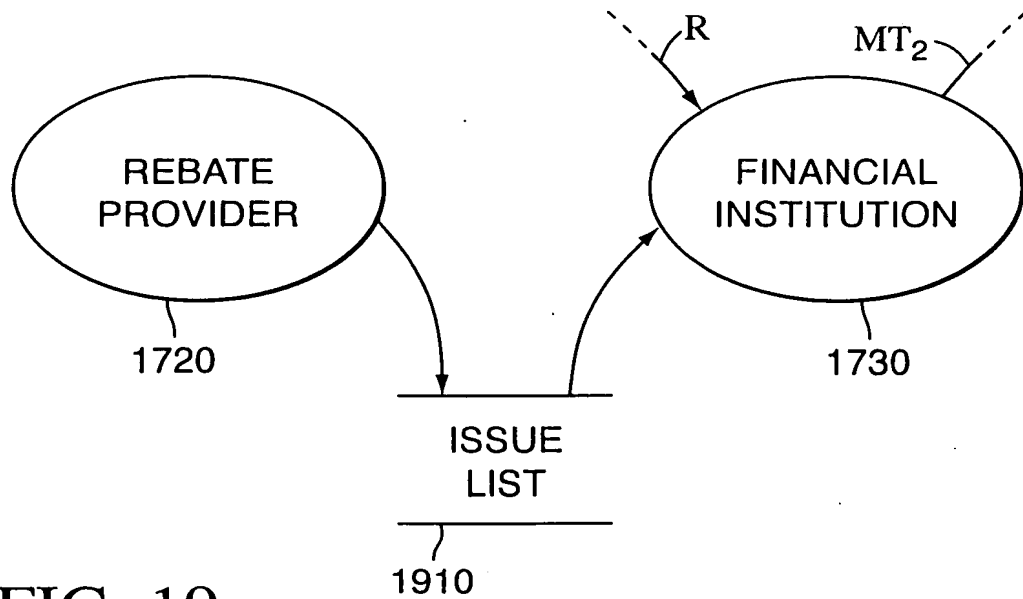 R
MT2
REBATE
PROVIDER
FINANCIAL
INSTITUTION
1720
1730
ISSUE
LIST
1910
FIG. 19